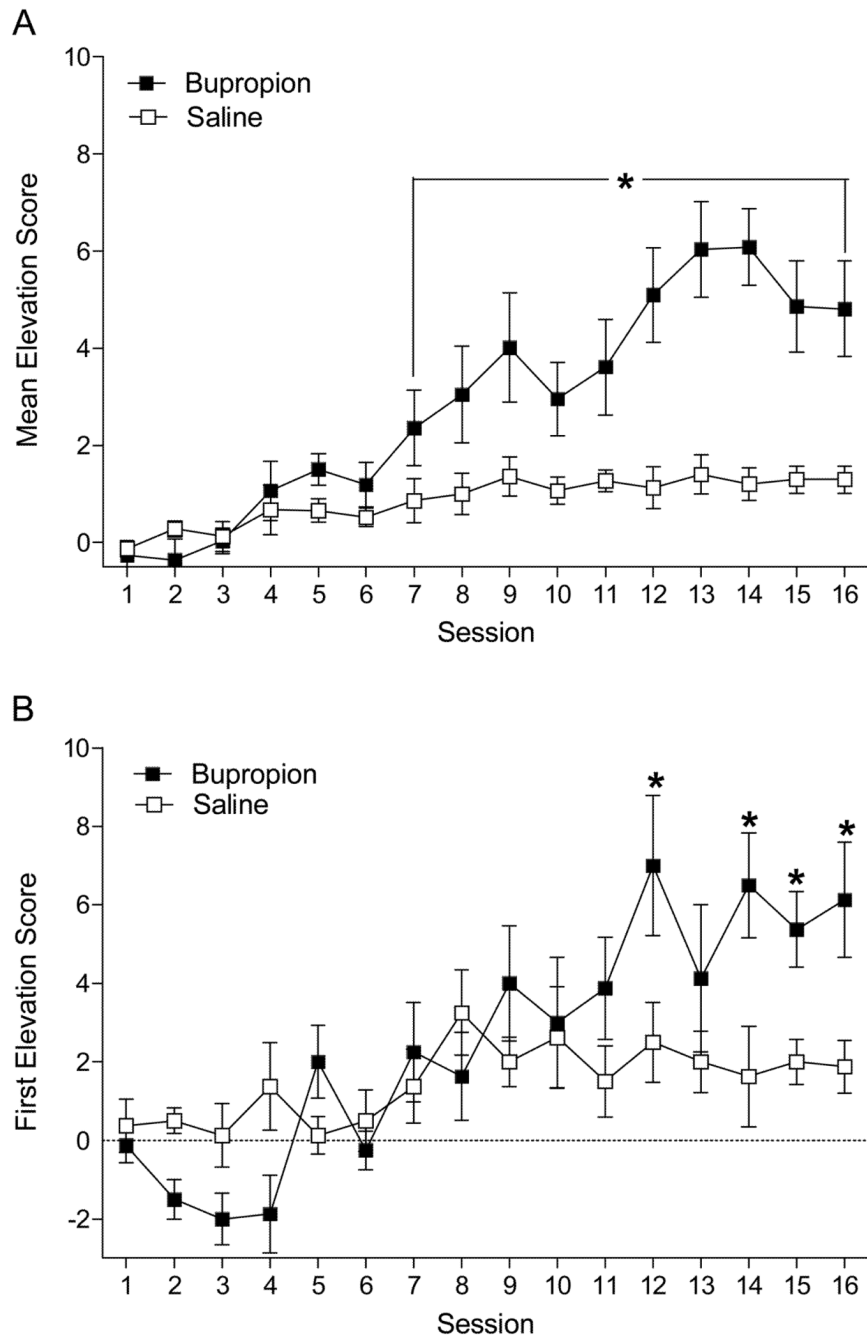 A
10
8
6
4
2
0
Bupropion
Saline
*
Mean Elevation Score
1 2 3 4 5 6 7 8 9 10 11 12 13 14 15 16
Session
B
10
8
6
4
2
0
-2
Bupropion
Saline
* * * *
First Elevation Score
1 2 3 4 5 6 7 8 9 10 11 12 13 14 15 16
Session